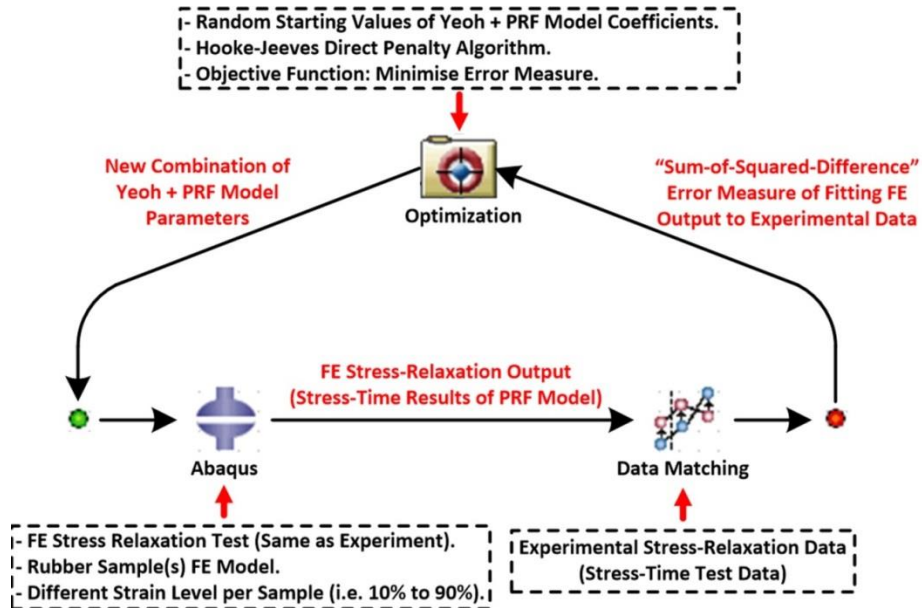 - Random Starting Values of Yeoh + PRF Model Coefficients.
- Hooke-Jeeves Direct Penalty Algorithm.
- Objective Function: Minimise Error Measure.
New Combination of
Yeoh + PRF Model
Parameters
Optimization
“Sum-of-Squared-Difference”
Error Measure of Fitting FE
Output to Experimental Data
FE Stress-Relaxation Output
(Stress-Time Results of PRF Model)
Abaqus
Data Matching
- FE Stress Relaxation Test (Same as Experiment).
- Rubber Sample(s) FE Model.
- Different Strain Level per Sample (i.e. 10% to 90%).
Experimental Stress-Relaxation Data
(Stress-Time Test Data)